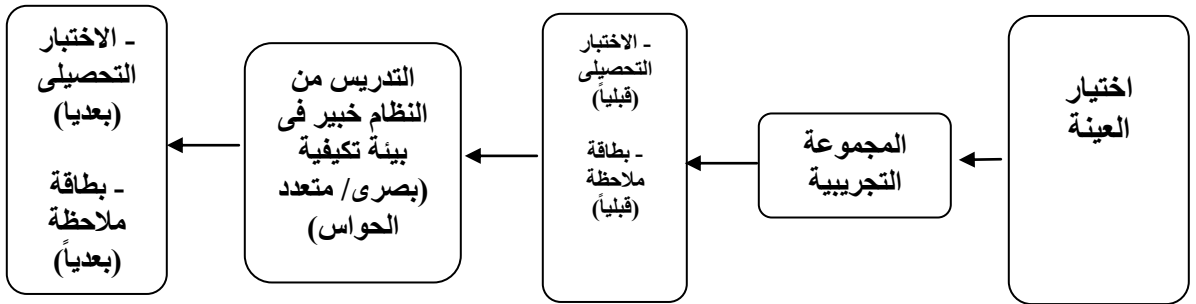 اختيار
العينة
المجموعة
التجريبية
- الاختبار
التحصيلى
(قبلياً)
- بطاقة
ملاحظة
(قبلياً)
التدريس من
النظام خبير فى
بيئة تكيفية
(بصرى/ متعدد
الحواس)
- الاختبار
التحصيلى
(بعديا)
- بطاقة
ملاحظة
(بعدياً)